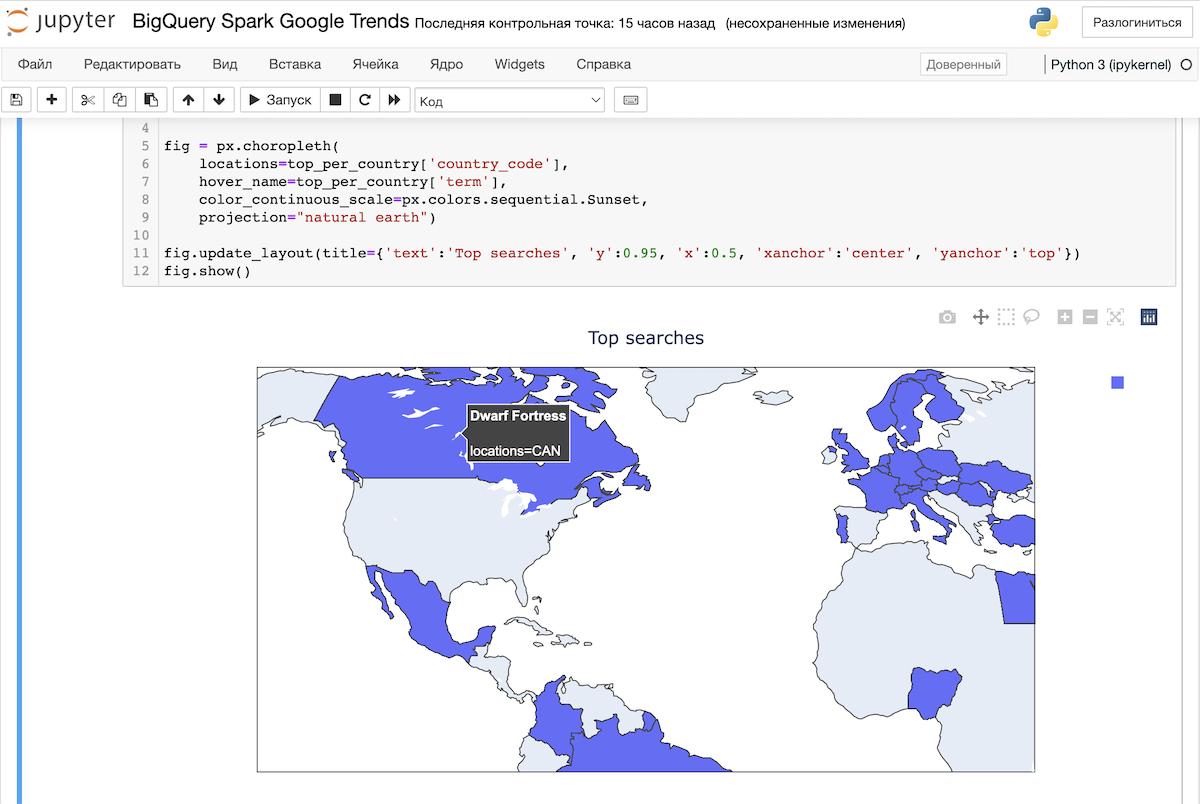 jupyter BigQuery Spark Google Trends Последняя контрольная точка: 15 часов назад (несохраненные изменения) Разлогиниться
Файл Редактировать Вид Вставка Ячейка Ядро Widgets Справка Доверенный Python 3 (ipykernel)
Запуск Код
4
5 fig = px.choropleth(
6 locations=top_per_country['country_code'],
7 hover_name=top_per_country['term'],
8 color_continuous_scale=px.colors.sequential.Sunset,
9 projection="natural earth")
10
11 fig.update_layout(title={'text':'Top searches', 'y':0.95, 'x':0.5, 'xanchor':'center', 'yanchor':'top'})
12 fig.show()
Top searches
Dwarf Fortress
locations=CAN